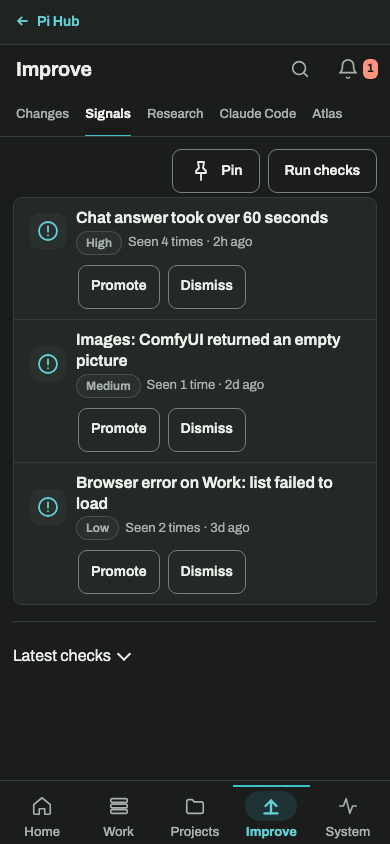 Pi Hub
Improve
1
Changes Signals Research Claude Code Atlas
Pin Run checks
Chat answer took over 60 seconds
High Seen 4 times · 2h ago
Promote Dismiss
Images: ComfyUI returned an empty
picture
Medium Seen 1 time · 2d ago
Promote Dismiss
Browser error on Work: list failed to
load
Low Seen 2 times · 3d ago
Promote Dismiss
Latest checks
Home Work Projects Improve System